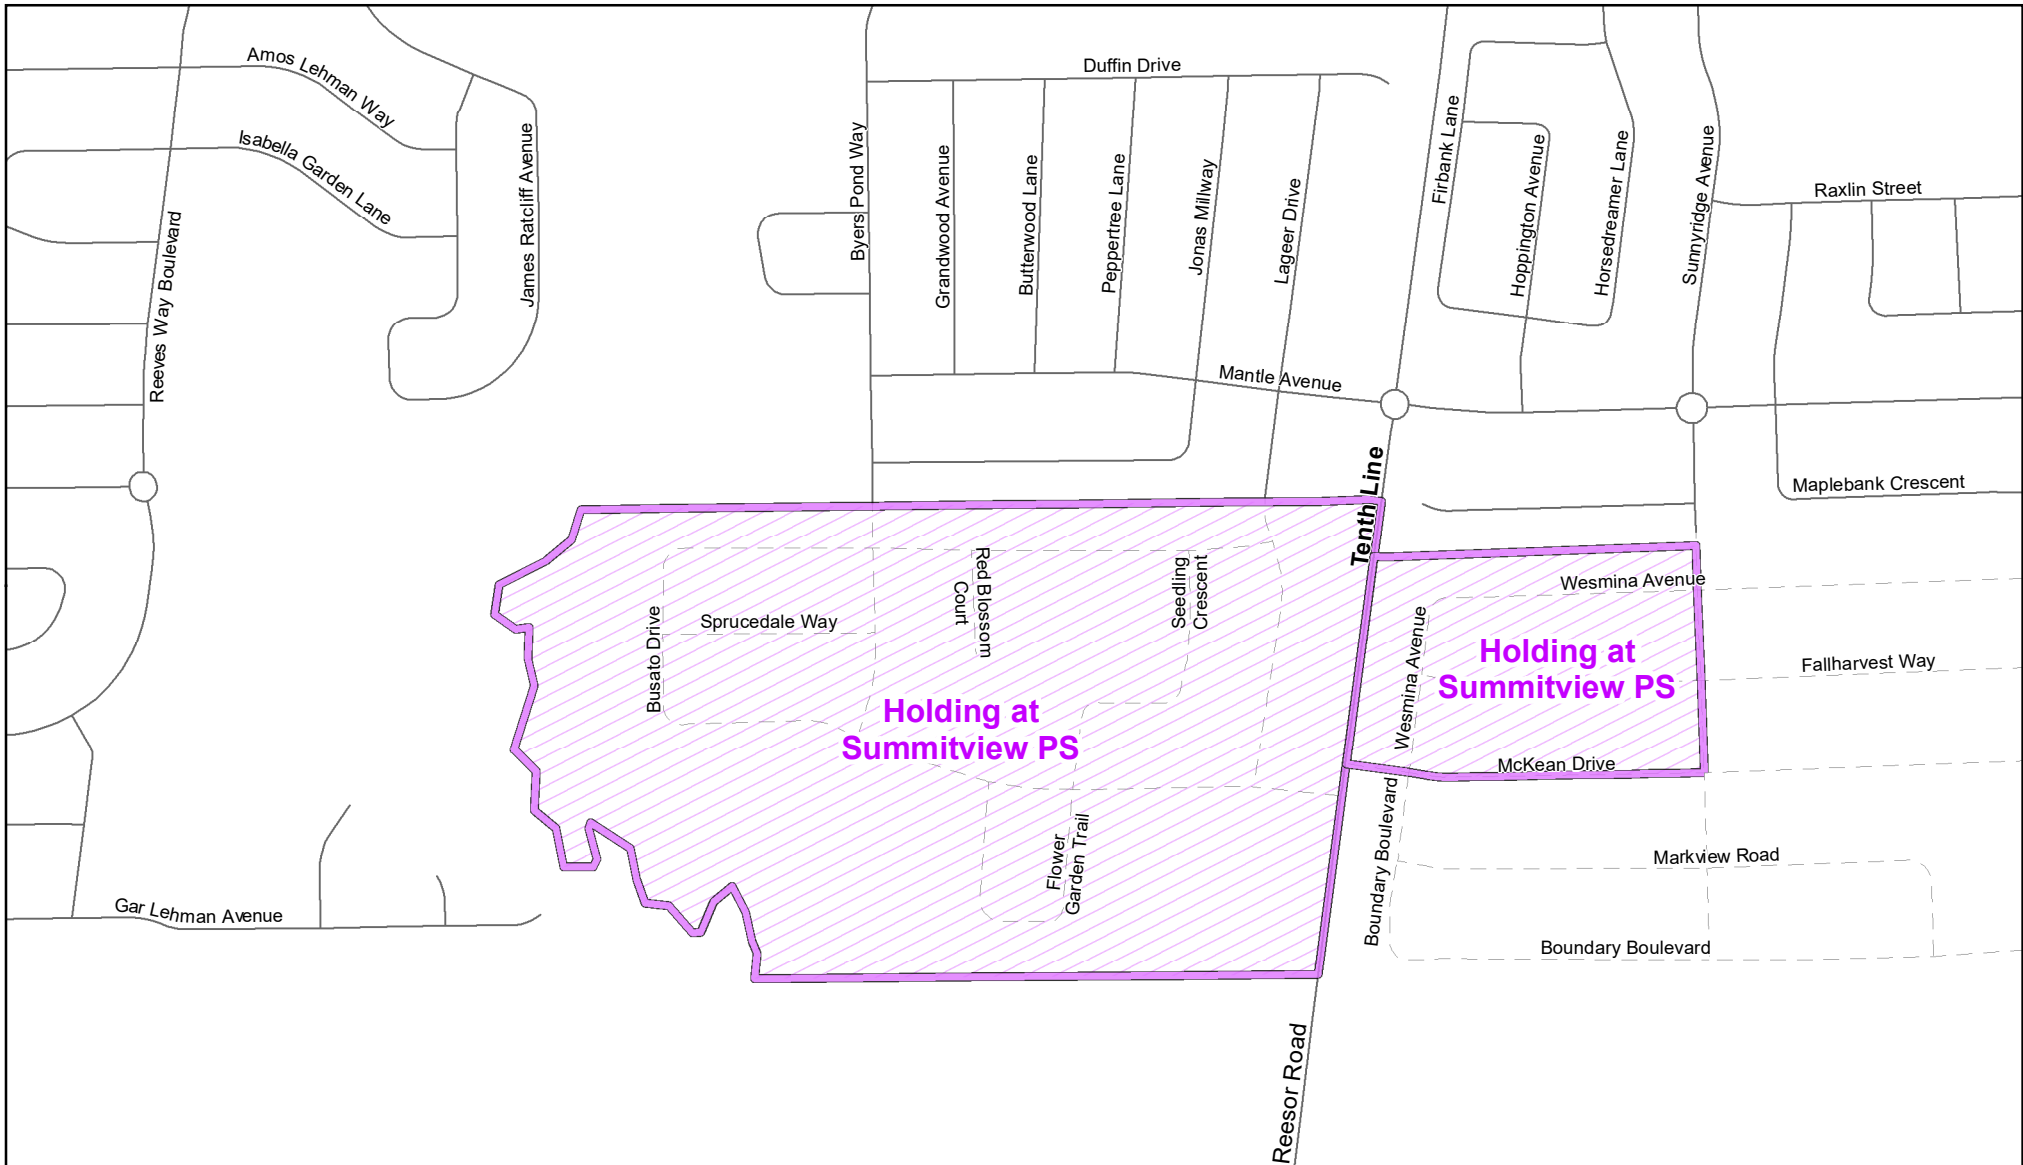 Amos Lehman Way
Isabella Garden Lane
James Ratcliff Avenue
Reeves Way Boulevard
Duffin Drive
Byers Pond Way
Grandwood Avenue
Butterwood Lane
Peppertree Lane
Jonas Millway
Lageer Drive
Firbank Lane
Hoppington Avenue
Horsedreamer Lane
Sunnyridge Avenue
Raxlin Street
Mantle Avenue
Tenth Line
Maplebank Crescent
Busato Drive
Sprucedale Way
Red Blossom
Court
Seedling
Crescent
Holding at
Summitview PS
Wesmina Avenue
Wesmina Avenue
Holding at
Summitview PS
Fallharvest Way
McKean Drive
Flower
Garden Trail
Boundary Boulevard
Markview Road
Boundary Boulevard
Gar Lehman Avenue
Reesor Road